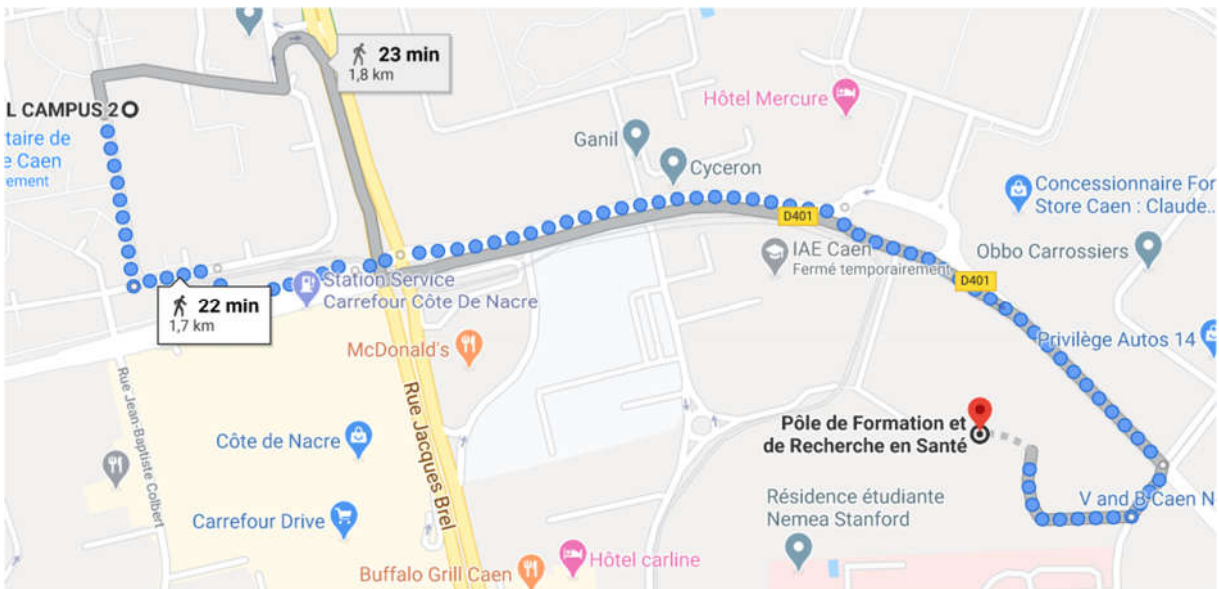 23 min
1,8 km
L CAMPUS 2
taire de
e Caen
ement
Hôtel Mercure
Ganil
Cyceron
Concessionnaire For
Store Caen : Claude...
D401
IAE Caen
Fermé temporairement
Obbo Carrossiers
D401
Station Service
Carrefour Côte De Nacre
22 min
1,7 km
McDonald's
Privilège Autos 14
Rue Jean-Baptiste Colbert
Rue Jacques Brel
Pôle de Formation et
de Recherche en Santé
Côte de Nacre
V and B Caen N
Résidence étudiante
Nemea Stanford
Carrefour Drive
Hôtel carline
Buffalo Grill Caen